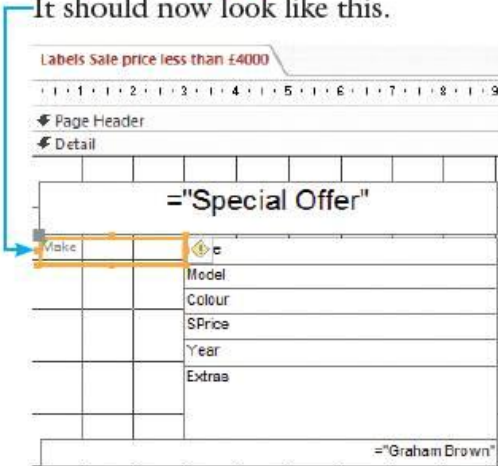 It should now look like this.
Labels Sale price less than £4000
1 2 3 4 5 6 7 8 9
Page Header
Detail
="Special Offer"
Make e
Model
Colour
SPrice
Year
Extras
="Graham Brown"